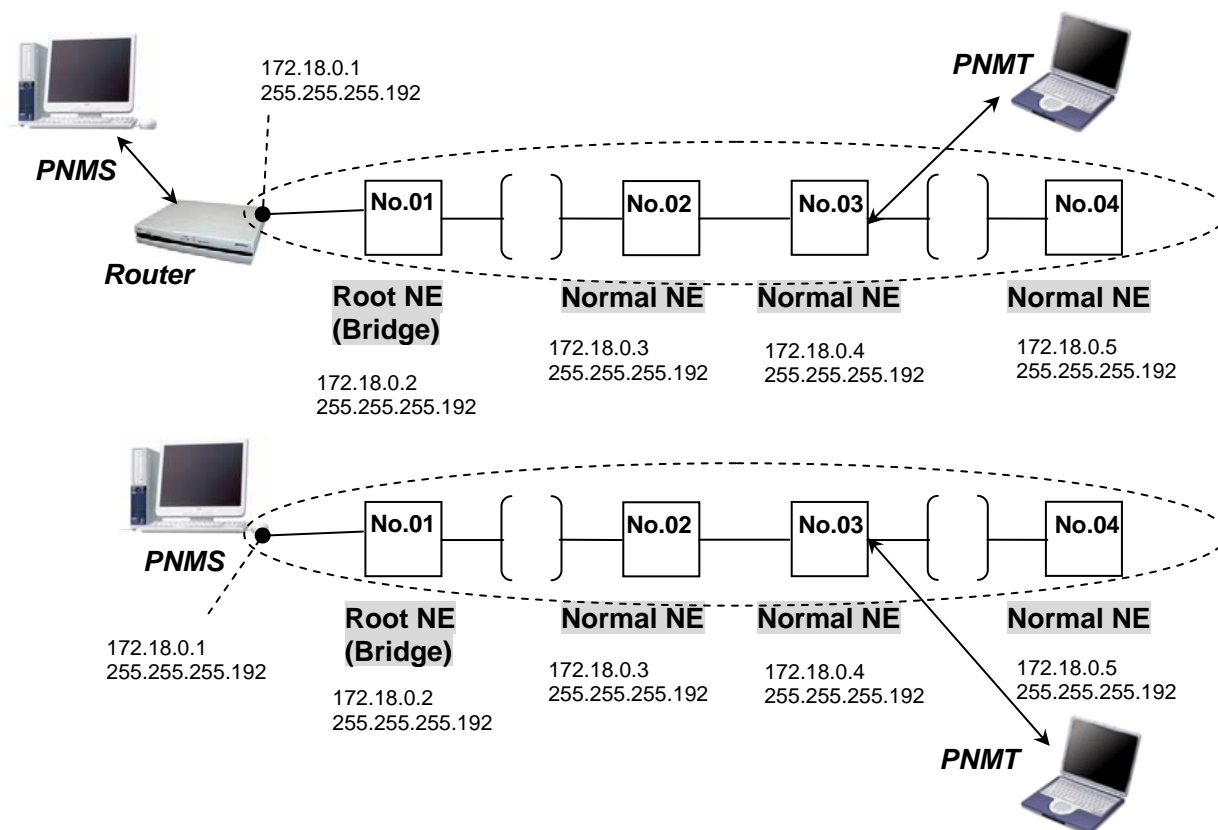 172.18.0.1
255.255.255.192
PNMT
PNMS
No.01
No.02
No.03
No.04
Router
Root NE
(Bridge)
Normal NE
Normal NE
Normal NE
172.18.0.2
255.255.255.192
172.18.0.3
255.255.255.192
172.18.0.4
255.255.255.192
172.18.0.5
255.255.255.192
No.01
No.02
No.03
No.04
PNMS
172.18.0.1
255.255.255.192
Root NE
(Bridge)
Normal NE
Normal NE
Normal NE
172.18.0.2
255.255.255.192
172.18.0.3
255.255.255.192
172.18.0.4
255.255.255.192
172.18.0.5
255.255.255.192
PNMT